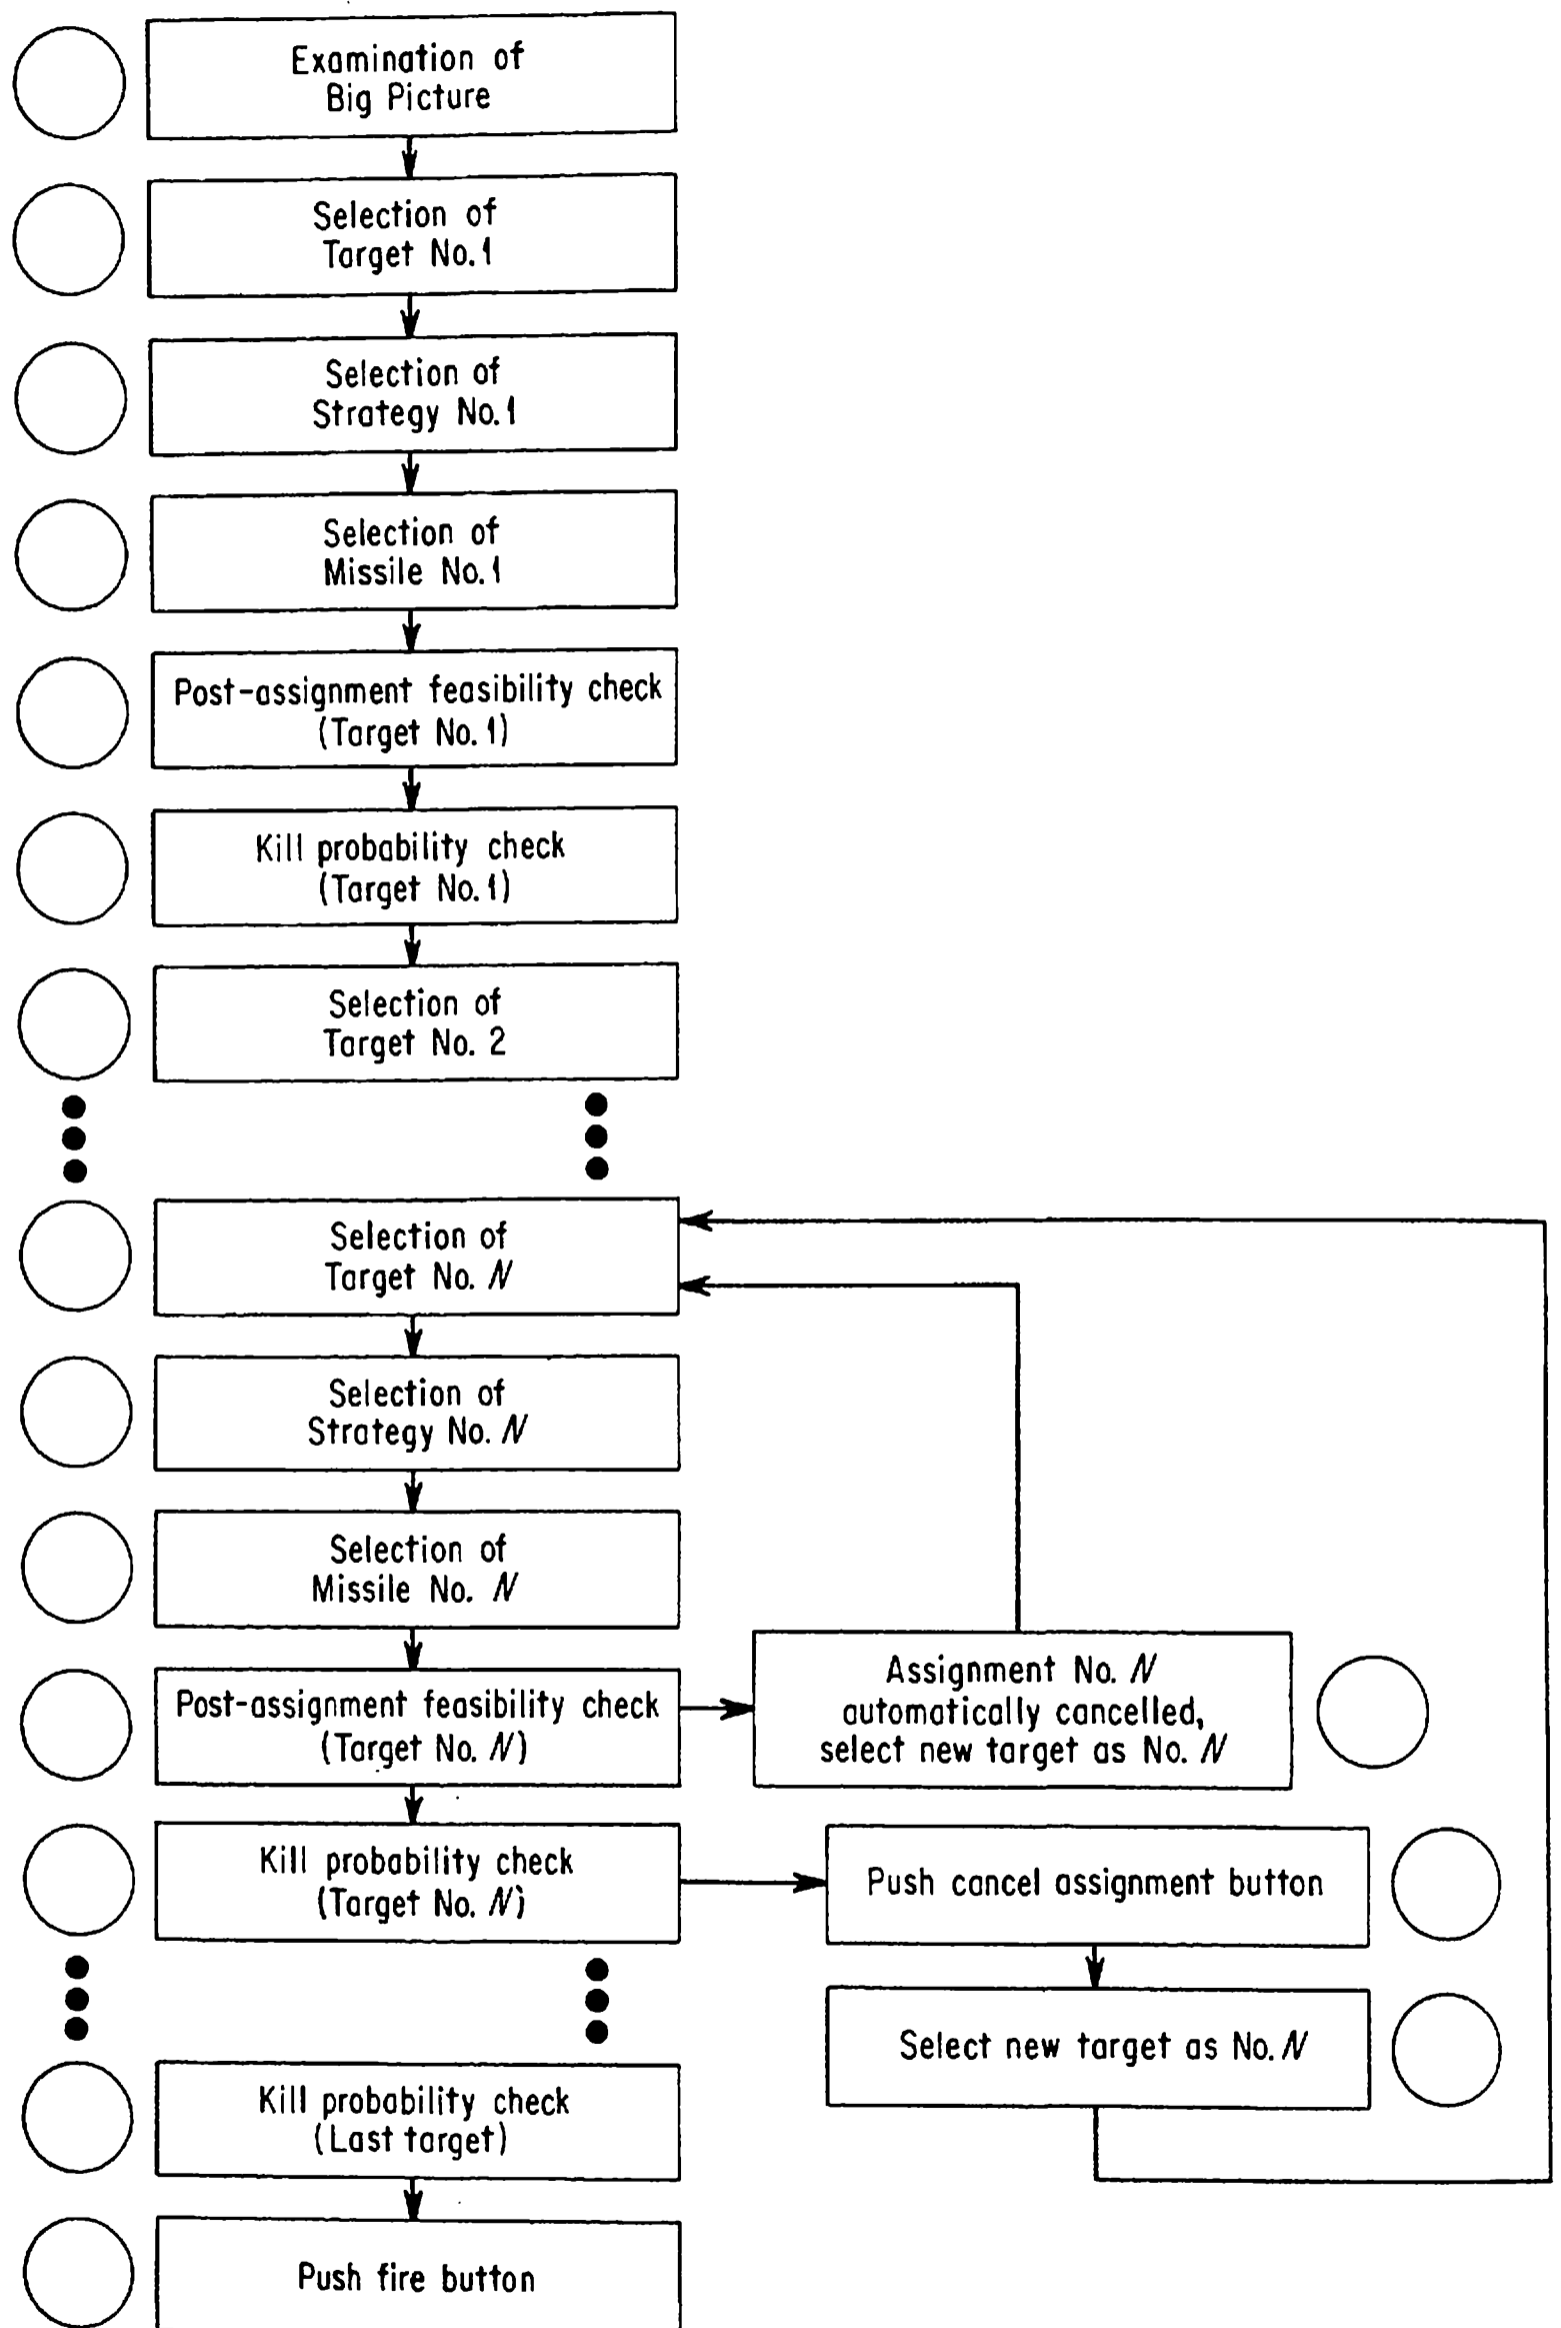 Examination of
Big Picture
Selection of
Target No. 1
Selection of
Strategy No. 1
Selection of
Missile No. 1
Post-assignment feasibility check
(Target No. 1)
Kill probability check
(Target No. 1)
Selection of
Target No. 2
Selection of
Target No. N
Selection of
Strategy No. N
Selection of
Missile No. N
Post-assignment feasibility check
(Target No. N)
Assignment No. N
automatically cancelled,
select new target as No. N
Kill probability check
(Target No. N)
Push cancel assignment button
Select new target as No. N
Kill probability check
(Last target)
Push fire button